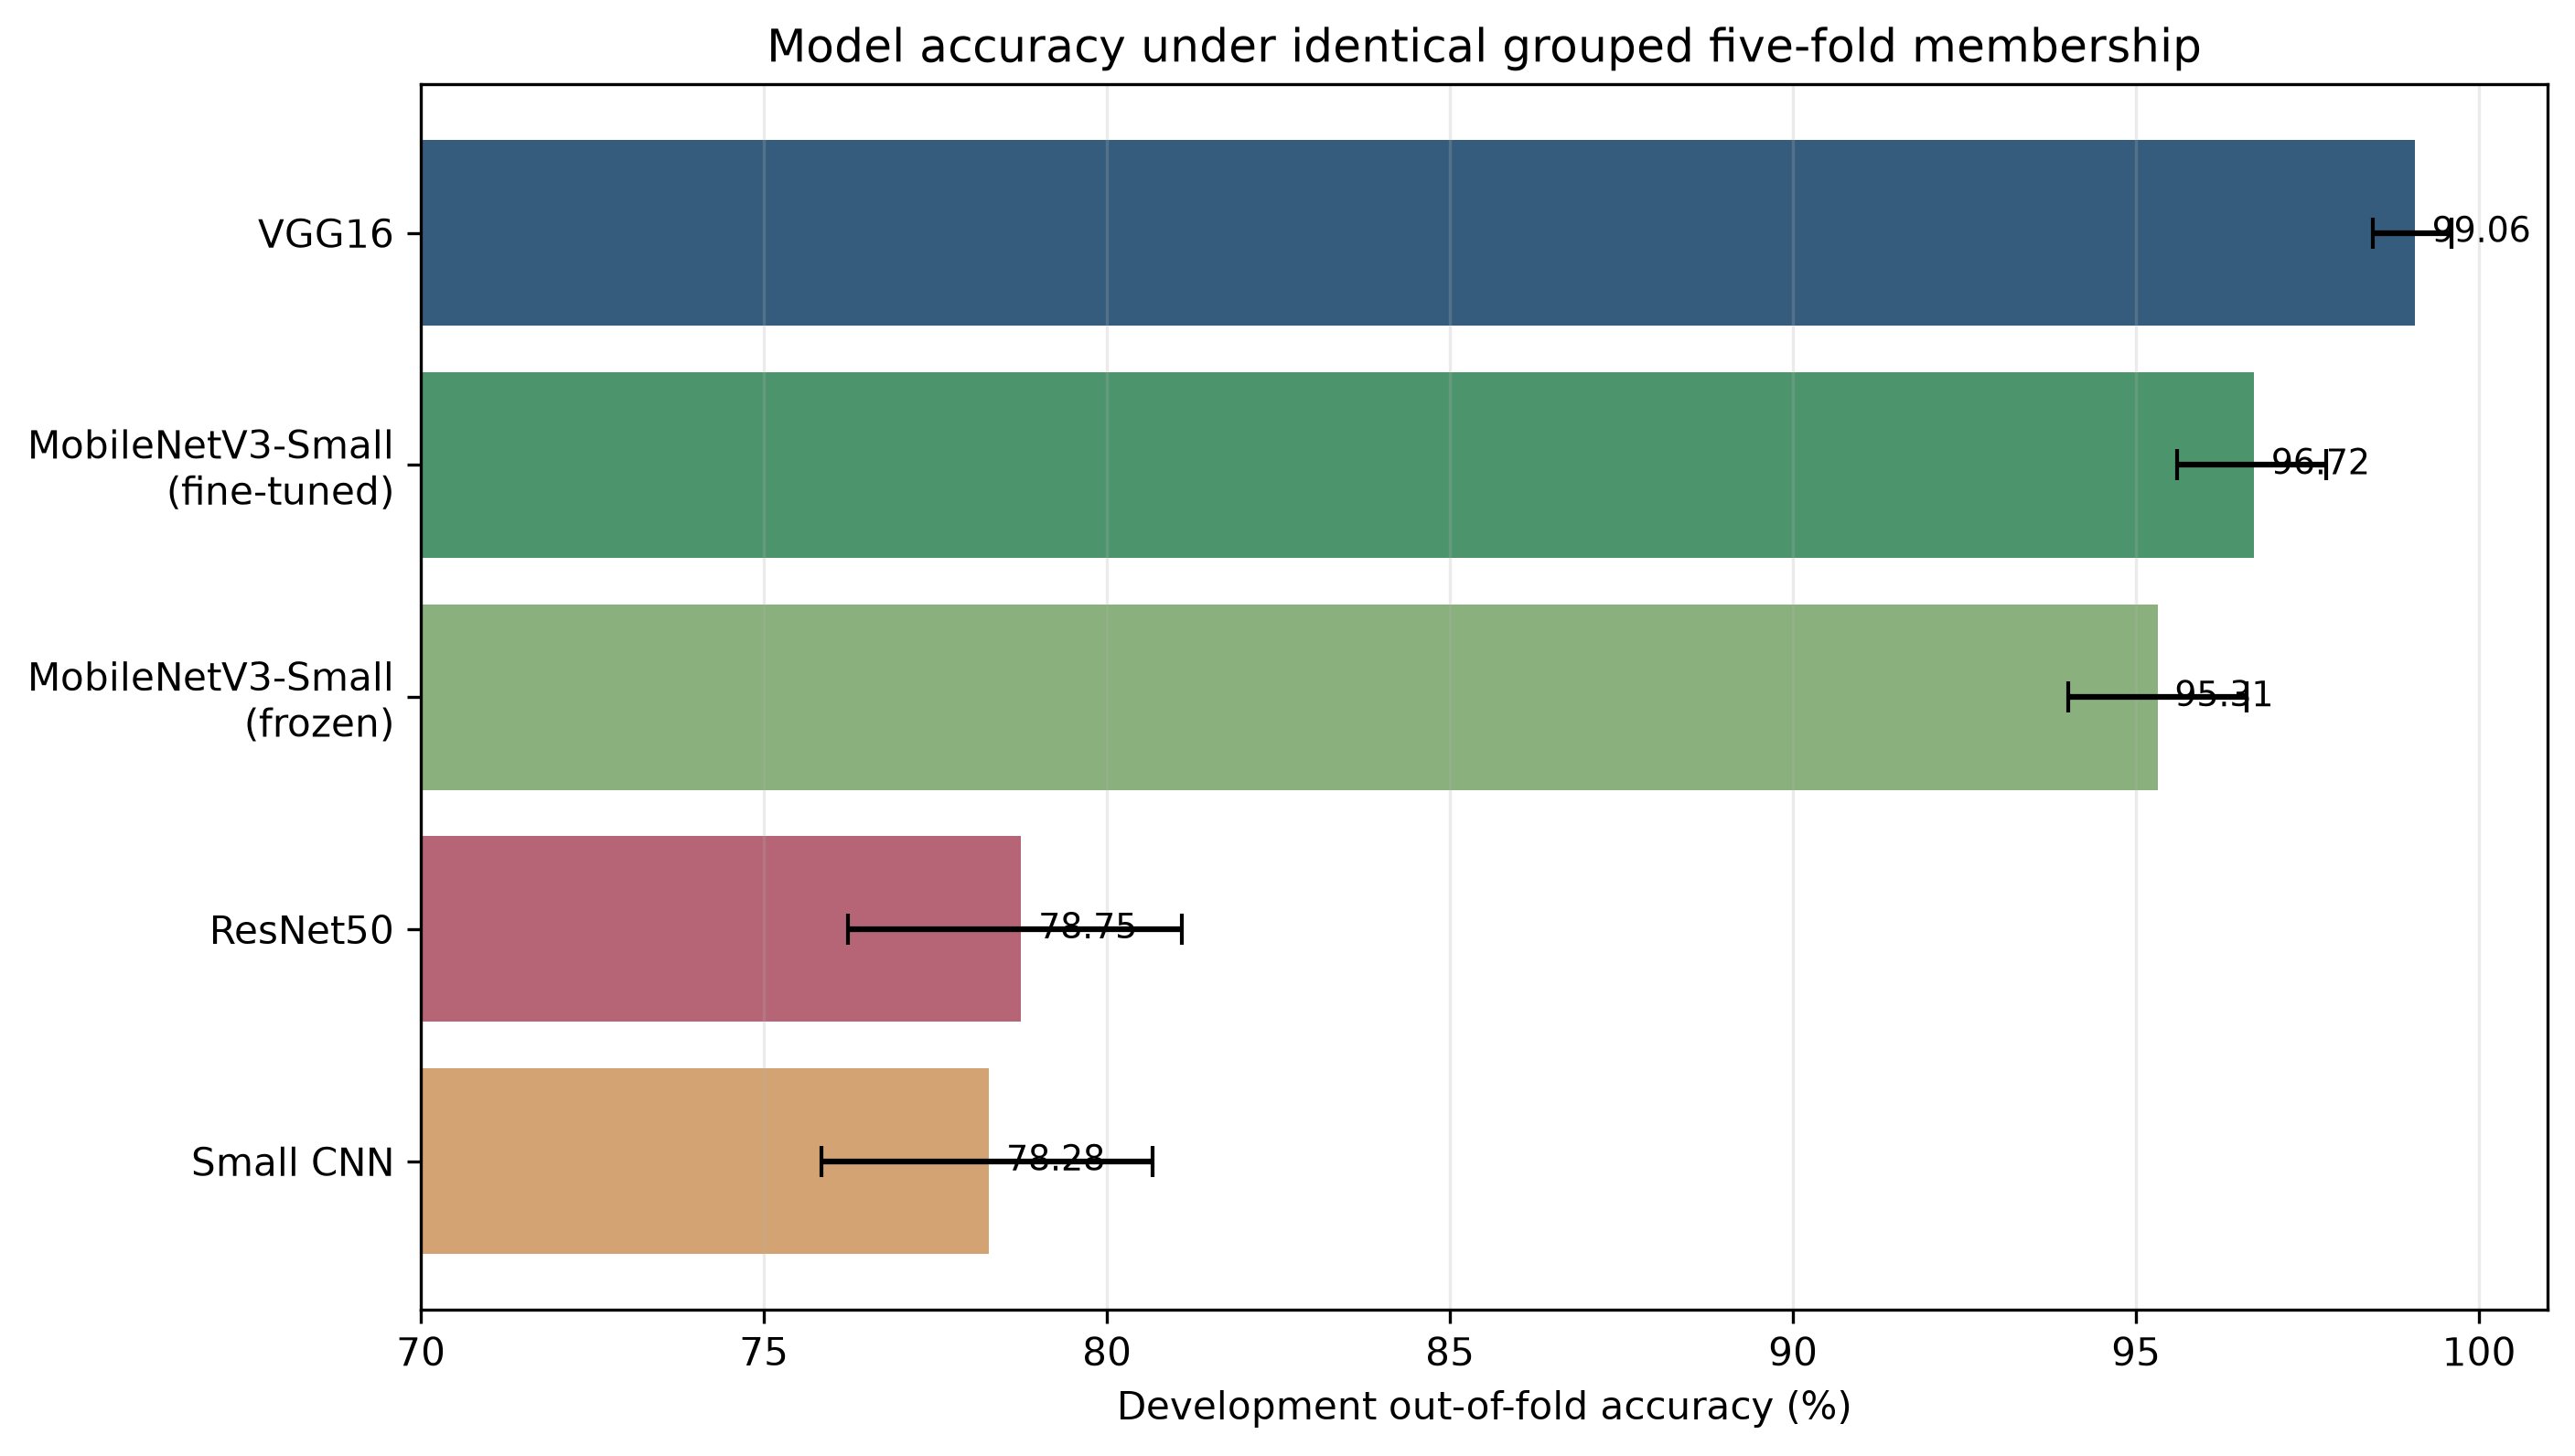 Model accuracy under identical grouped five-fold membership
VGG16
99.06
MobileNetV3-Small
(fine-tuned)
96.72
MobileNetV3-Small
(frozen)
95.31
ResNet50
78.75
Small CNN
78.28
70 75 80 85 90 95 100
Development out-of-fold accuracy (%)